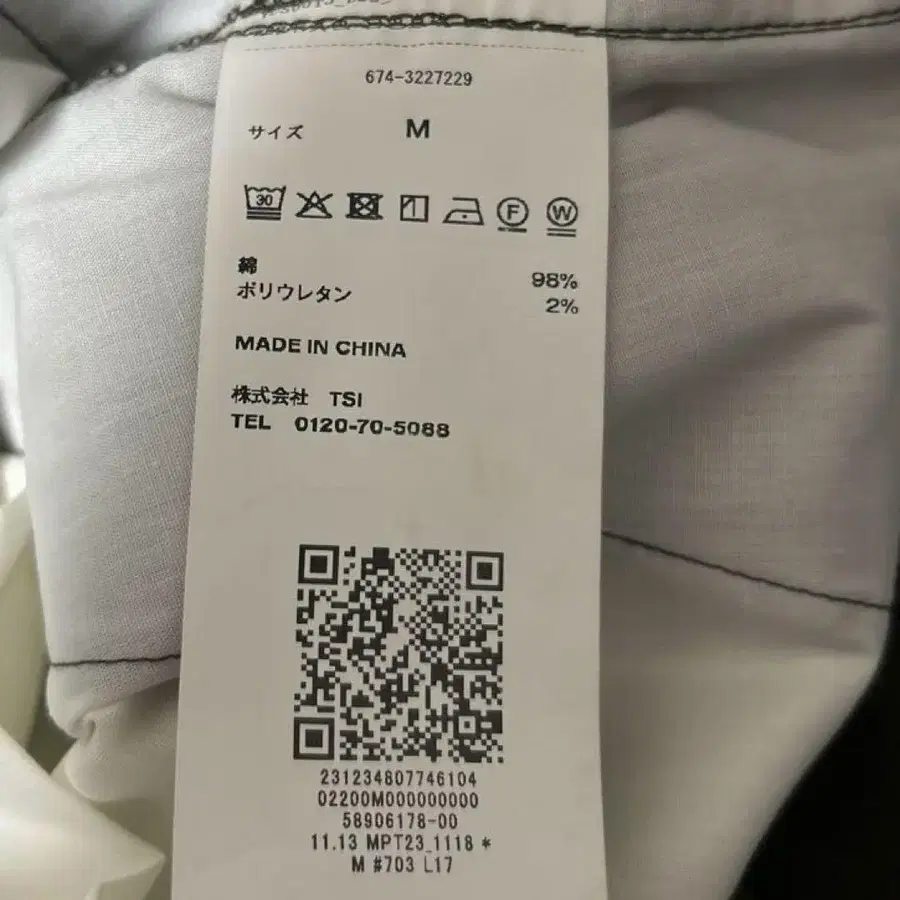 674-3227229
サイズ M
30
F W
綿 98%
ポリウレタン 2%
MADE IN CHINA
株式会社 TSI
TEL 0120-70-5088
231234807746104
02200M000000000
58906178-00
11.13 MPT23_1118 *
M #703 L17